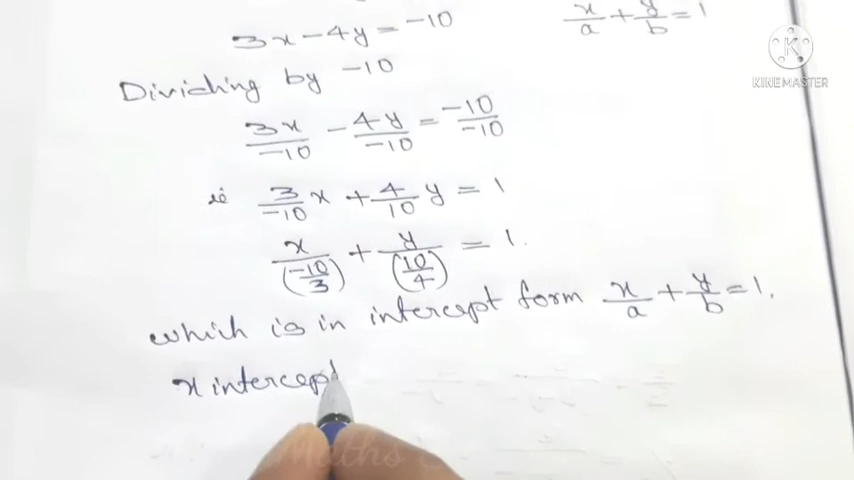 3x - 4y = -10
x/a + y/b = 1
K
KINEMASTER
Dividing by -10
3x/-10 - 4y/-10 = -10/-10
ie 3/-10 x + 4/10 y = 1
x/(-10/3) + y/(10/4) = 1.
which is in intercept form x/a + y/b = 1.
x intercept
Maths